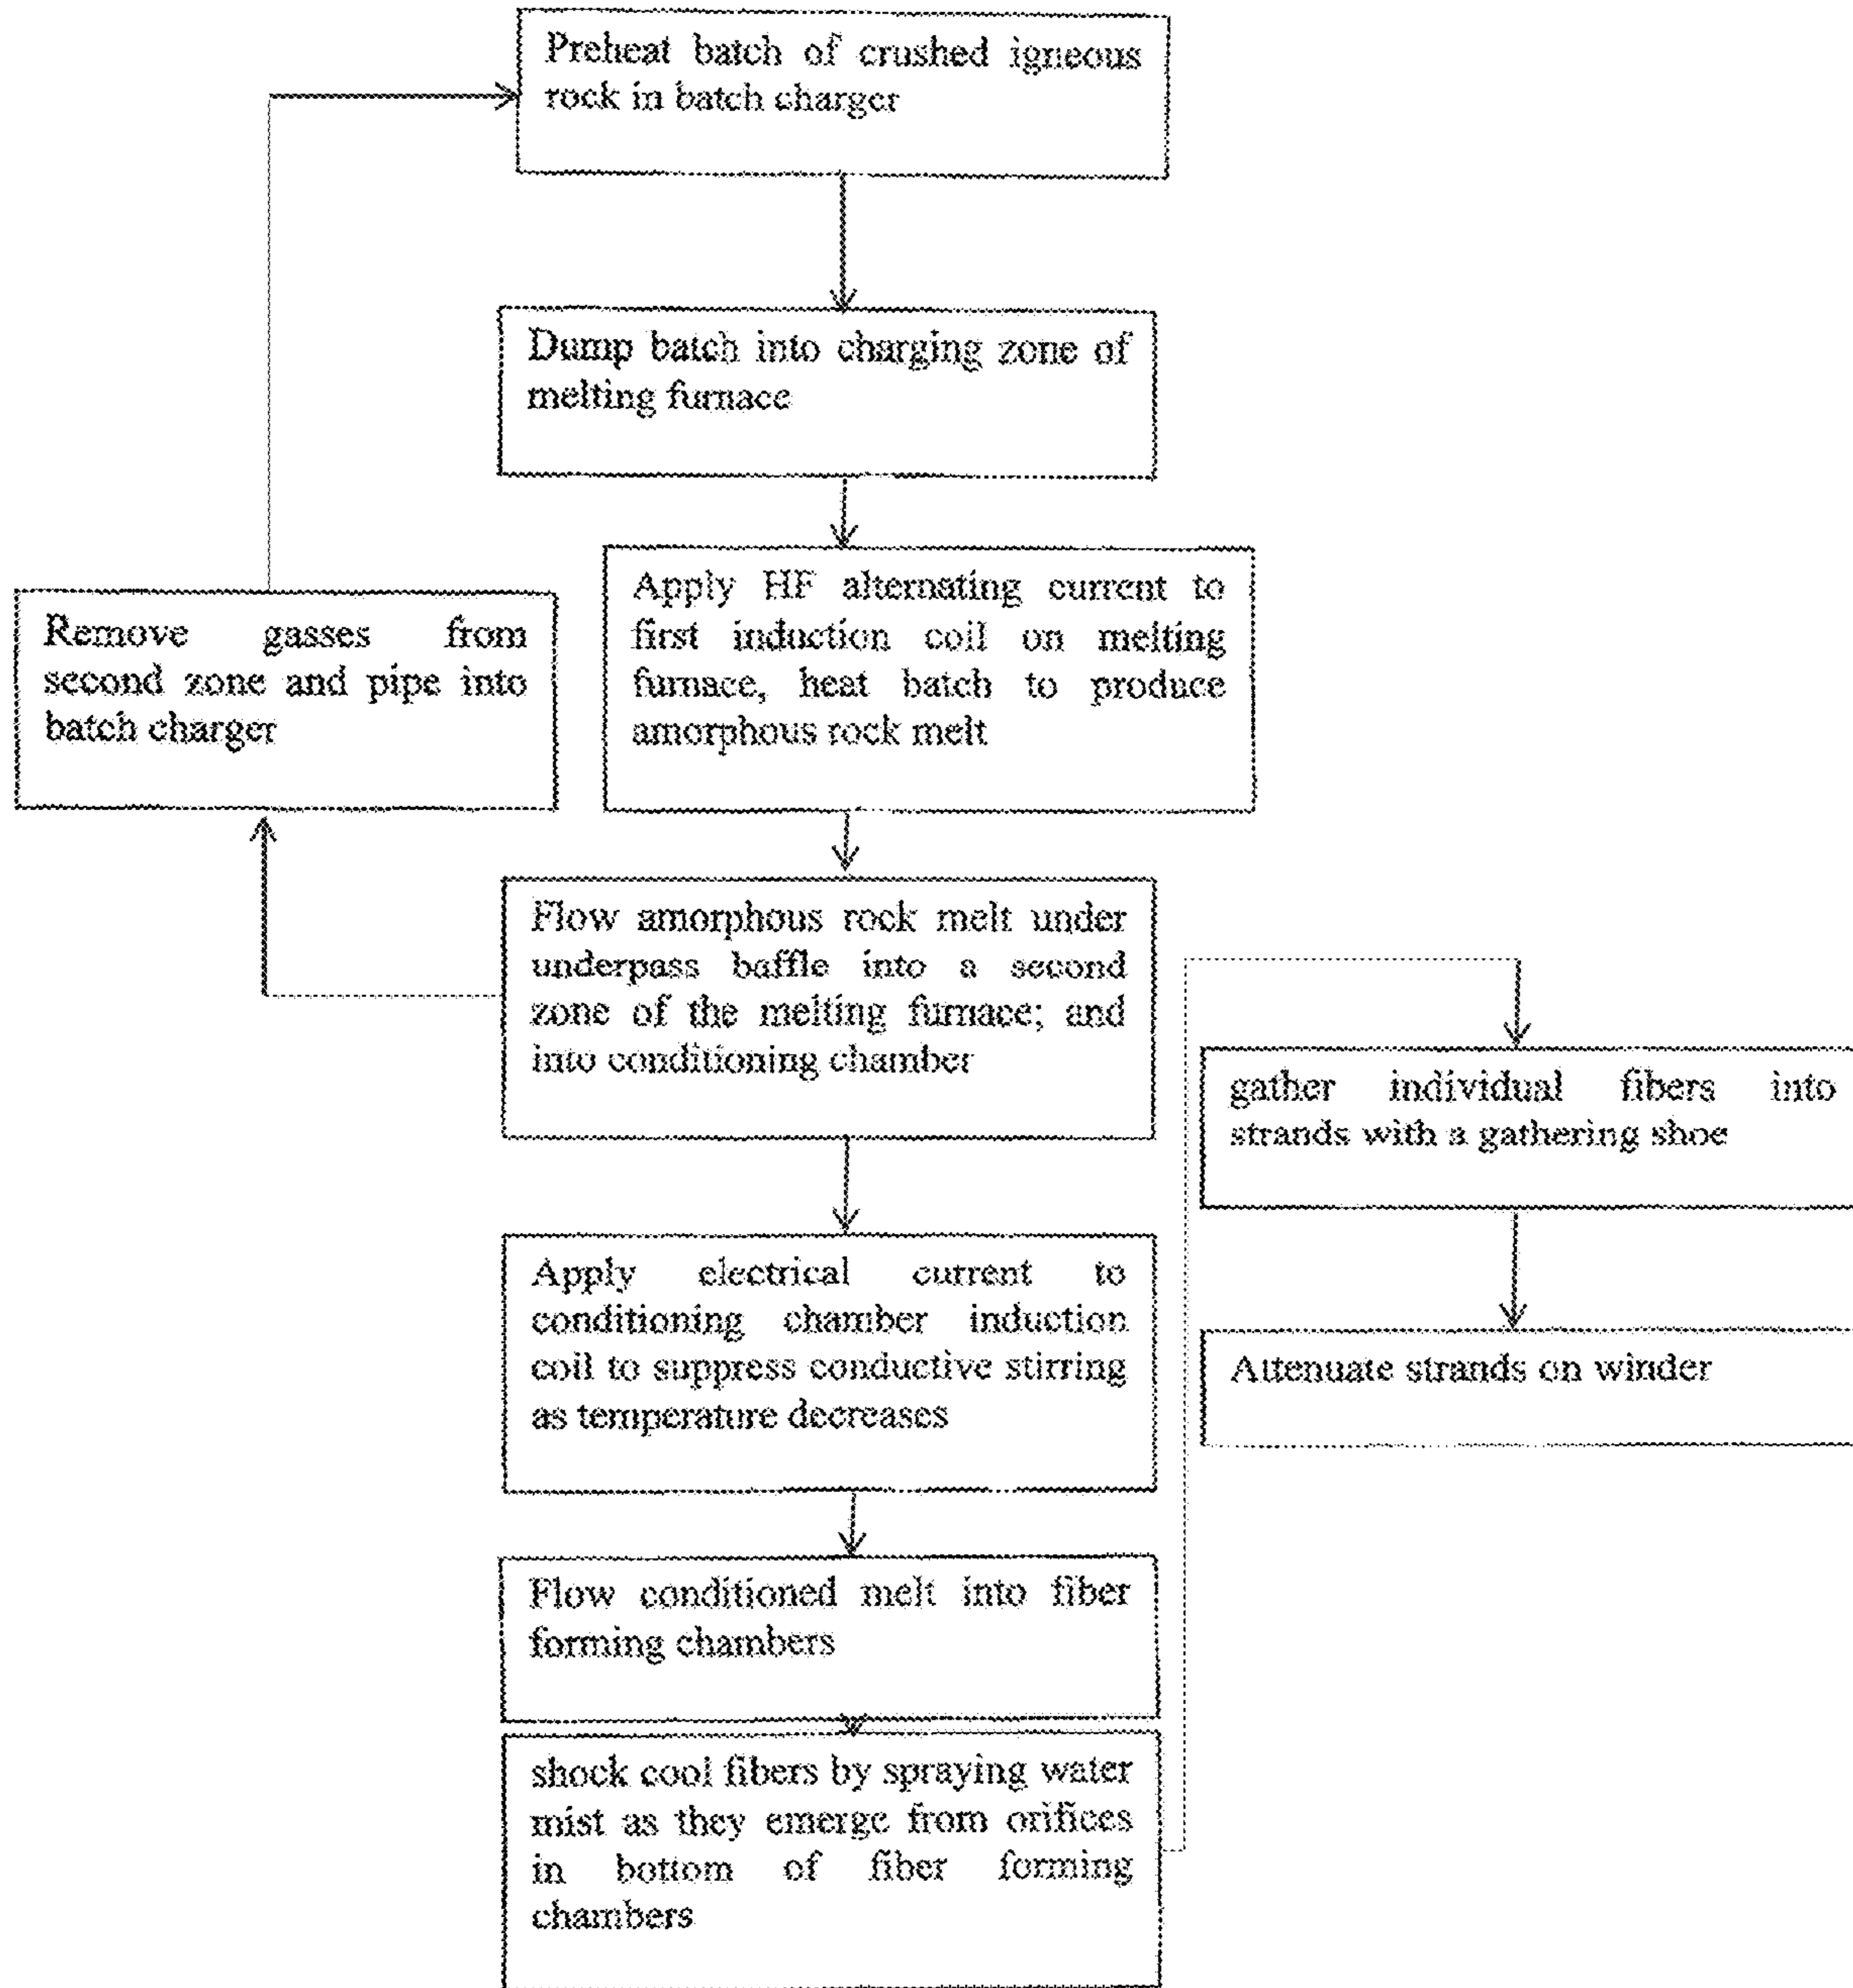 Preheat batch of crushed igneous
rock in batch charger
Dump batch into charging zone of
melting furnace
Apply HF alternating current to
first induction coil on melting
furnace, heat batch to produce
amorphous rock melt
Remove gasses from
second zone and pipe into
batch charger
Flow amorphous rock melt under
underpass baffle into a second
zone of the melting furnace; and
into conditioning chamber
Apply electrical current to
conditioning chamber induction
coil to suppress conductive stirring
as temperature decreases
Flow conditioned melt into fiber
forming chambers
shock cool fibers by spraying water
mist as they emerge from orifices
in bottom of fiber forming
chambers
gather individual fibers into
strands with a gathering shoe
Attenuate strands on winder